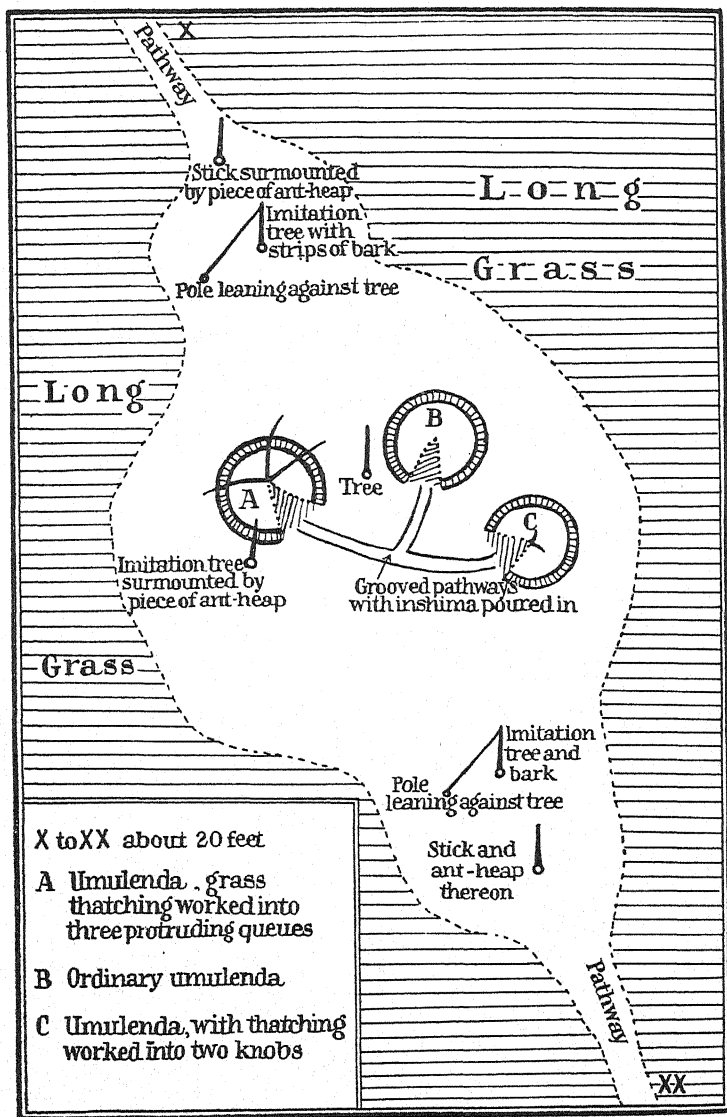 X
Pathway
Stick surmounted
by piece of ant-heap
Long
Grass
Imitation
tree with
strips of bark
Pole leaning against tree
Long
Grass
A
B
C
Tree
Imitation tree
surmounted by
piece of ant-heap
Grooved pathways
with inshima poured in
Imitation
tree and
bark
Pole
leaning against tree
Stick and
ant-heap
thereon
Pathway
XX
X to XX about 20 feet
A Umulenda, grass
thatching worked into
three protruding queues
B Ordinary umulenda
C Umulenda, with thatching
worked into two knobs